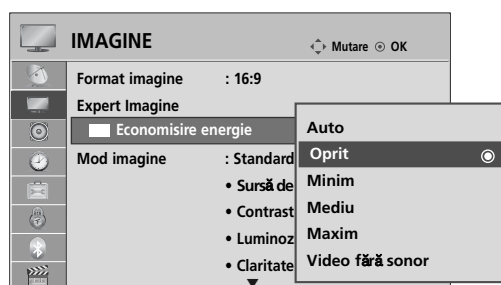 IMAGINE
Mutare OK
Format imagine : 16:9
Expert Imagine
Economisire energie
Mod imagine : Standard
• Sursă de
• Contrast
• Luminoz
• Claritate
Auto
Oprit
Minim
Mediu
Maxim
Video fără sonor